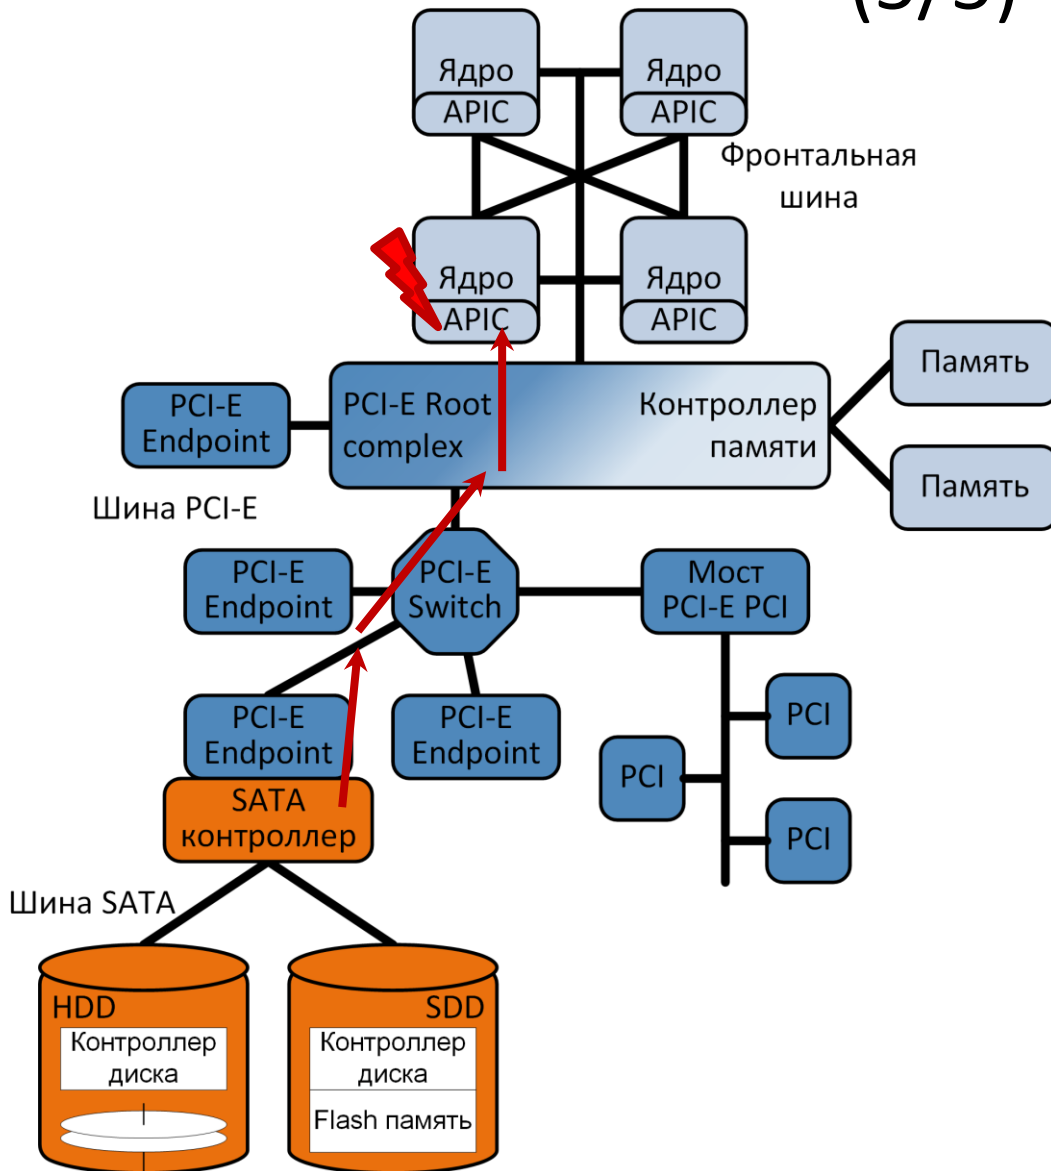 (5/5)
Ядро
APIC
Ядро
APIC
Фронтальная
шина
Ядро
APIC
Ядро
APIC
PCI-E
Endpoint
PCI-E Root
complex
Контроллер
памяти
Память
Память
Шина PCI-E
PCI-E
Endpoint
PCI-E
Switch
Мост
PCI-E PCI
PCI-E
Endpoint
PCI-E
Endpoint
PCI
PCI
PCI
SATA
контроллер
Шина SATA
HDD
Контроллер
диска
SDD
Контроллер
диска
Flash память